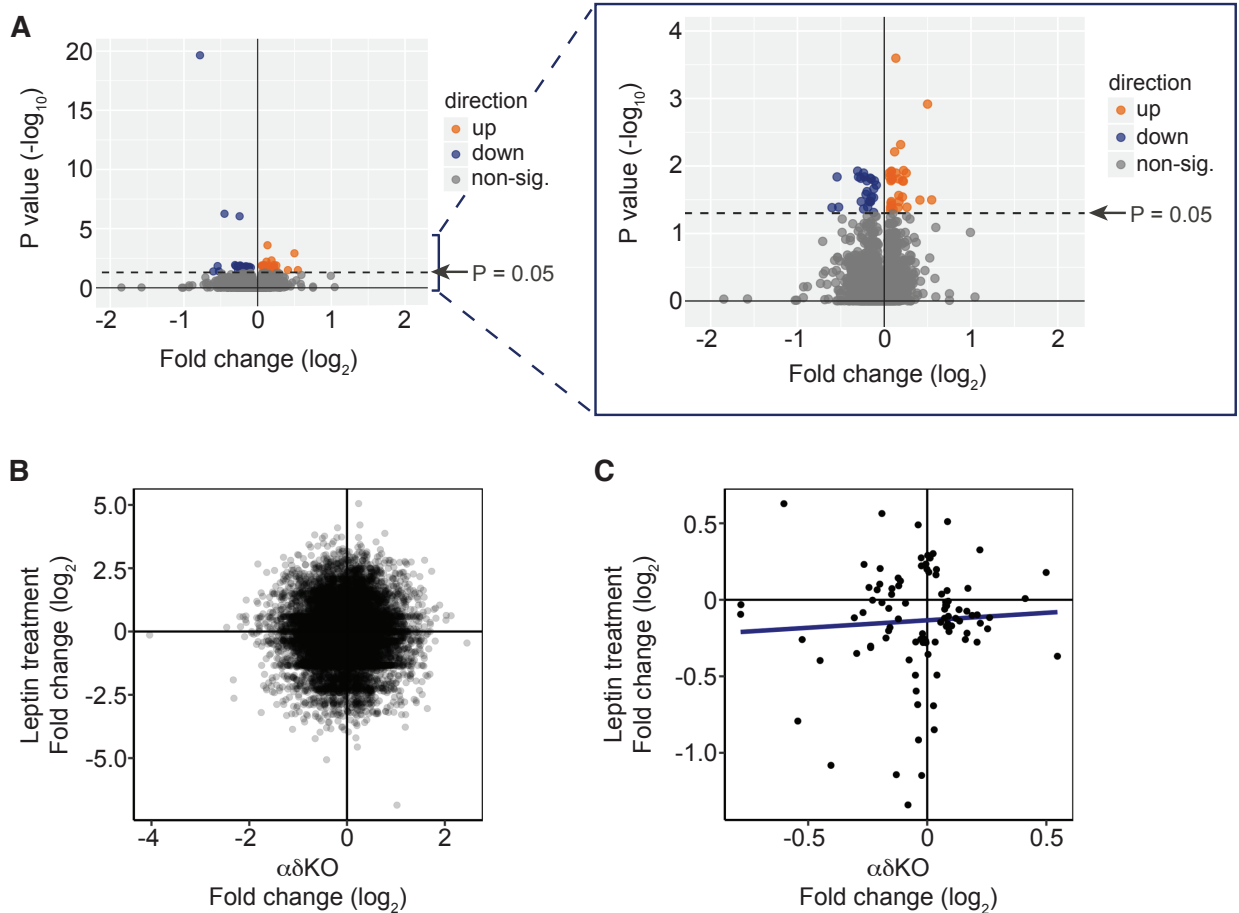 A
20
15
10
5
0
P value (-log10)
-2 -1 0 1 2
Fold change (log2)
direction
up
down
non-sig.
P = 0.05
4
3
2
1
0
P value (-log10)
-2 -1 0 1 2
Fold change (log2)
direction
up
down
non-sig.
P = 0.05
B
5.0
2.5
0
-2.5
-5.0
Leptin treatment
Fold change (log2)
-4 -2 0 2
αδKO
Fold change (log2)
C
0.5
0
-0.5
-1.0
Leptin treatment
Fold change (log2)
-0.5 0 0.5
αδKO
Fold change (log2)